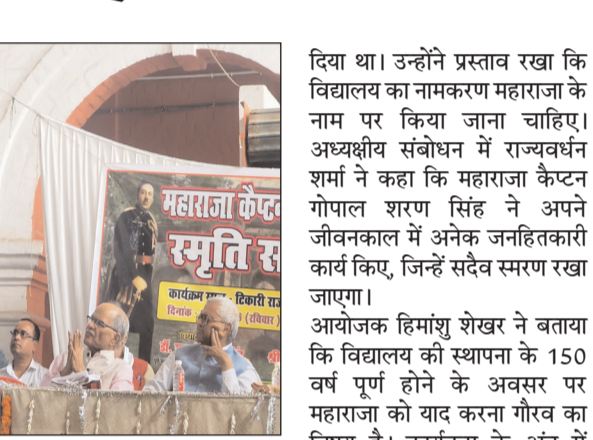 महाराजा कैप्टन
स्मृति स
कार्यक्रम स्थल - टिकारी राज
दिनांक
(रविवार)
दिया था। उन्होंने प्रस्ताव रखा कि
विद्यालय का नामकरण महाराजा के
नाम पर किया जाना चाहिए।
अध्यक्षीय संबोधन में राज्यवर्धन
शर्मा ने कहा कि महाराजा कैप्टन
गोपाल शरण सिंह ने अपने
जीवनकाल में अनेक जनहितकारी
कार्य किए, जिन्हें सदैव स्मरण रखा
जाएगा।
आयोजक हिमांशु शेखर ने बताया
कि विद्यालय की स्थापना के 150
वर्ष पूर्ण होने के अवसर पर
महाराजा को याद करना गौरव का